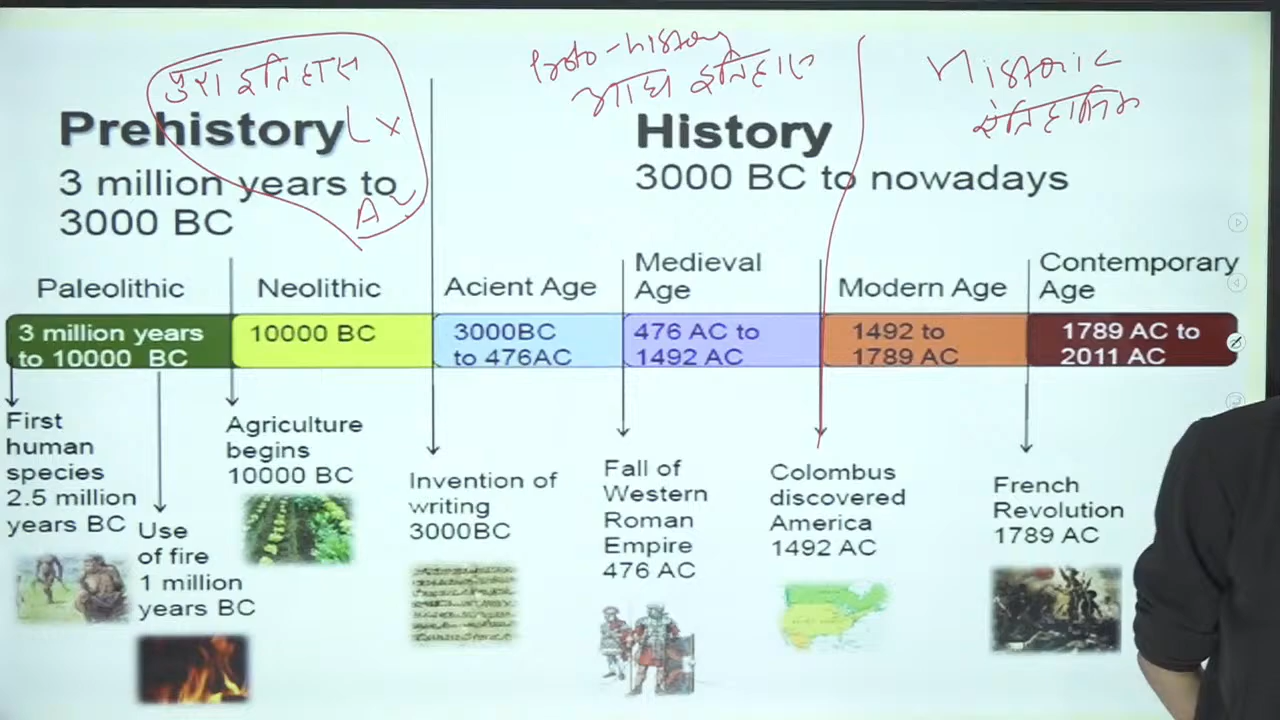 पुरा इतिहास
Proto-history
आद्य इतिहास
Historic
ऐतिहासिक
Prehistory
L x
History
3 million years to
3000 BC
A
3000 BC to nowadays
Paleolithic
Neolithic
Acient Age
Medieval
Age
Modern Age
Contemporary
Age
3 million years
to 10000 BC
10000 BC
3000BC
to 476AC
476 AC to
1492 AC
1492 to
1789 AC
1789 AC to
2011 AC
First
human
species
2.5 million
years BC
Use
of fire
1 million
years BC
Agriculture
begins
10000 BC
Invention of
writing
3000BC
Fall of
Western
Roman
Empire
476 AC
Colombus
discovered
America
1492 AC
French
Revolution
1789 AC